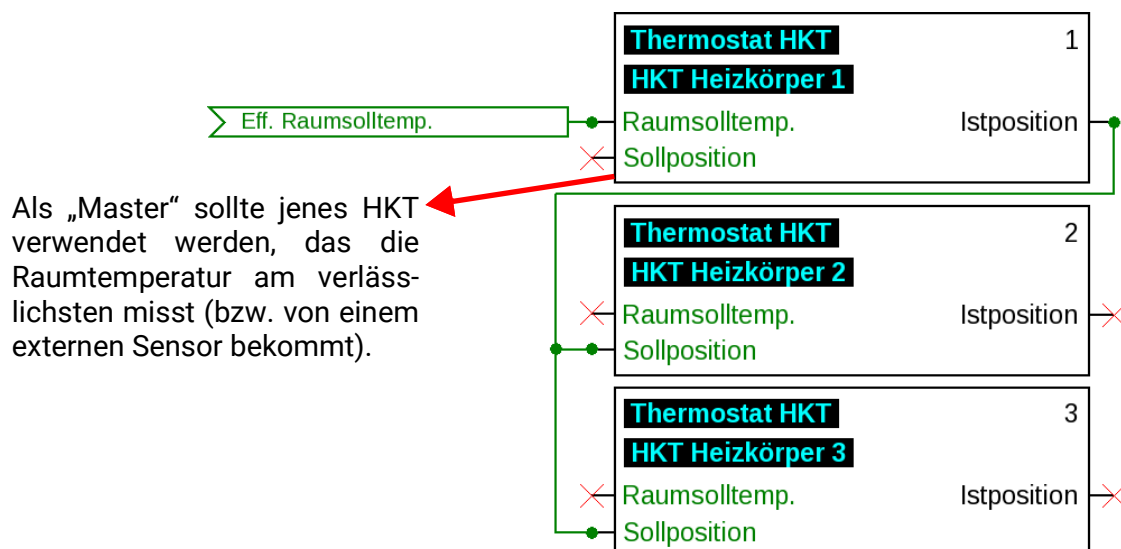 Thermostat HKT 1
HKT Heizkörper 1
Eff. Raumsolltemp.
Raumsolltemp. Istposition
Sollposition
Als „Master“ sollte jenes HKT
verwendet werden, das die
Raumtemperatur am verläss-
lichsten misst (bzw. von einem
externen Sensor bekommt).
Thermostat HKT 2
HKT Heizkörper 2
Raumsolltemp. Istposition
Sollposition
Thermostat HKT 3
HKT Heizkörper 3
Raumsolltemp. Istposition
Sollposition